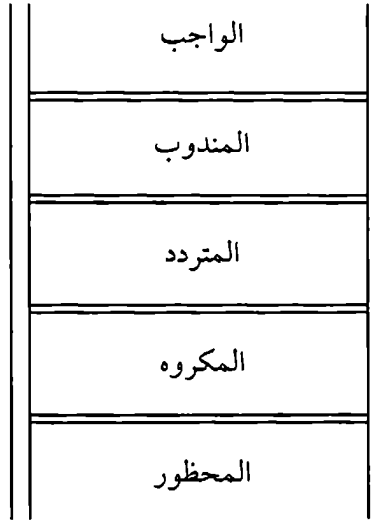 الواجب
المندوب
المتردد
المكروه
المحظور